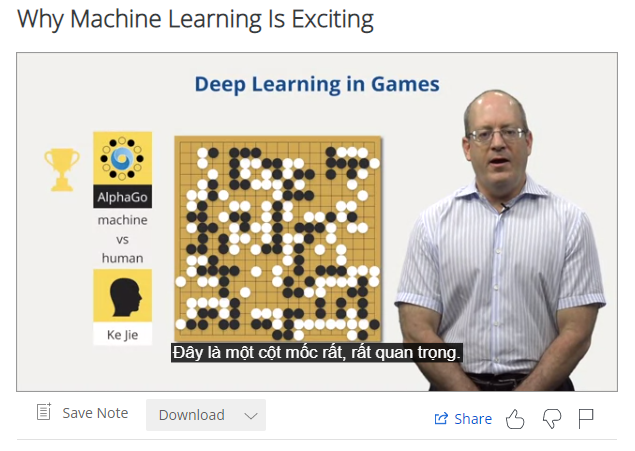 Why Machine Learning Is Exciting
Deep Learning in Games
AlphaGo
machine
vs
human
Ke Jie
Đây là một cột mốc rất, rất quan trọng.
Save Note
Download
Share